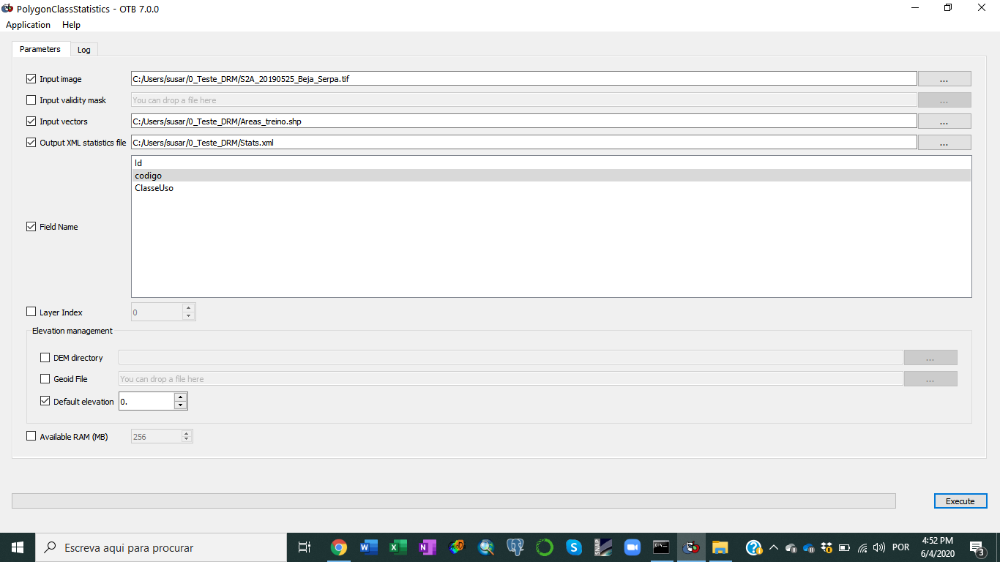 PolygonClassStatistics - OTB 7.0.0
Application Help
Parameters Log
Input image C:/Users/susar/0_Teste_DRM/S2A_20190525_Beja_Serpa.tif ...
Input validity mask You can drop a file here ...
Input vectors C:/Users/susar/0_Teste_DRM/Areas_treino.shp ...
Output XML statistics file C:/Users/susar/0_Teste_DRM/Stats.xml ...
Id
codigo
ClasseUso
Field Name
Layer Index 0
Elevation management
DEM directory ...
Geoid File You can drop a file here ...
Default elevation 0.
Available RAM (MB) 256
Execute
Escreva aqui para procurar
POR
4:52 PM
6/4/2020
3
SNAP